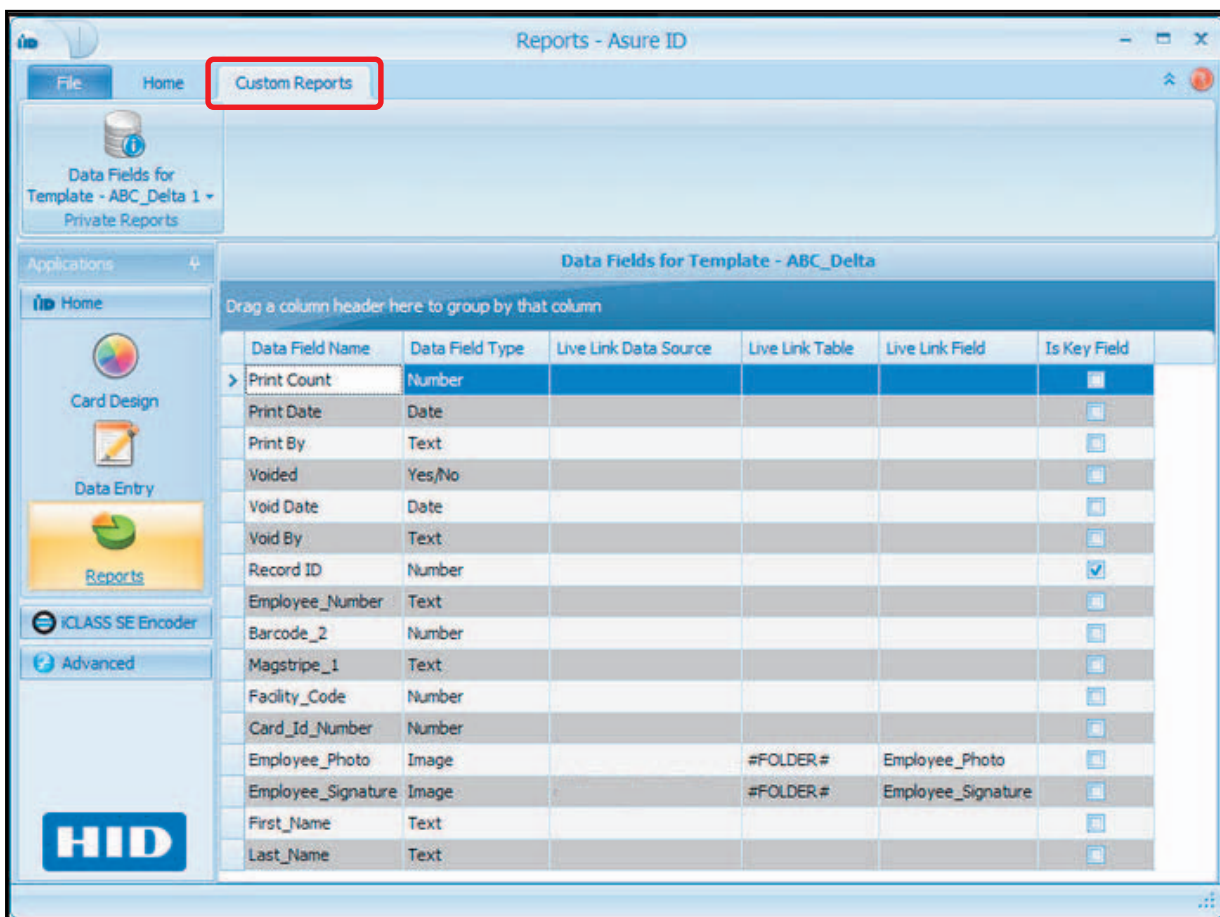 Reports - Asure ID
File Home Custom Reports
Data Fields for
Template - ABC_Delta 1
Private Reports
Applications
Data Fields for Template - ABC_Delta
Home
Drag a column header here to group by that column
Data Field Name Data Field Type Live Link Data Source Live Link Table Live Link Field Is Key Field
Print Count Number
Card Design
Print Date Date
Print By Text
Voided Yes/No
Data Entry
Void Date Date
Void By Text
Record ID Number
Reports
Employee_Number Text
iCLASS SE Encoder
Barcode_2 Number
Advanced
Magstripe_1 Text
Facility_Code Number
Card_Id_Number Number
Employee_Photo Image #FOLDER# Employee_Photo
Employee_Signature Image #FOLDER# Employee_Signature
First_Name Text
HID
Last_Name Text